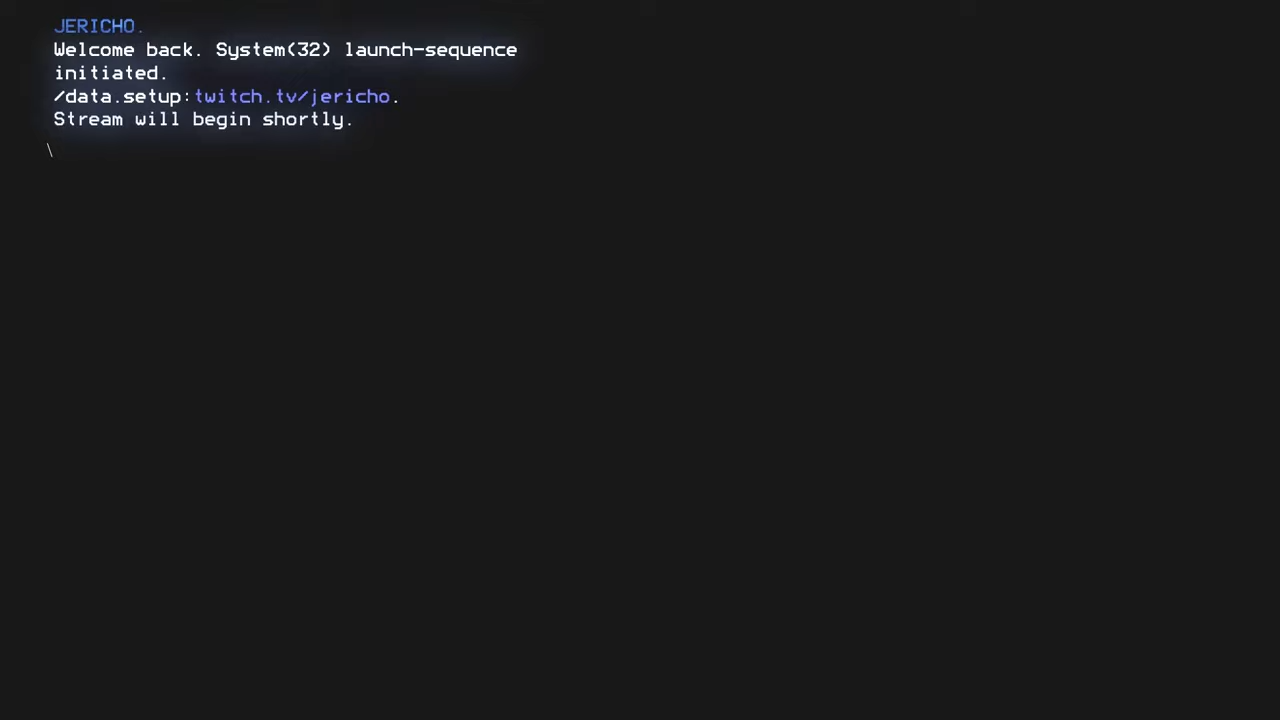 JERICHO.
Welcome back. System(32) launch-sequence
initiated.
/data.setup:twitch.tv/jericho.
Stream will begin shortly.
\